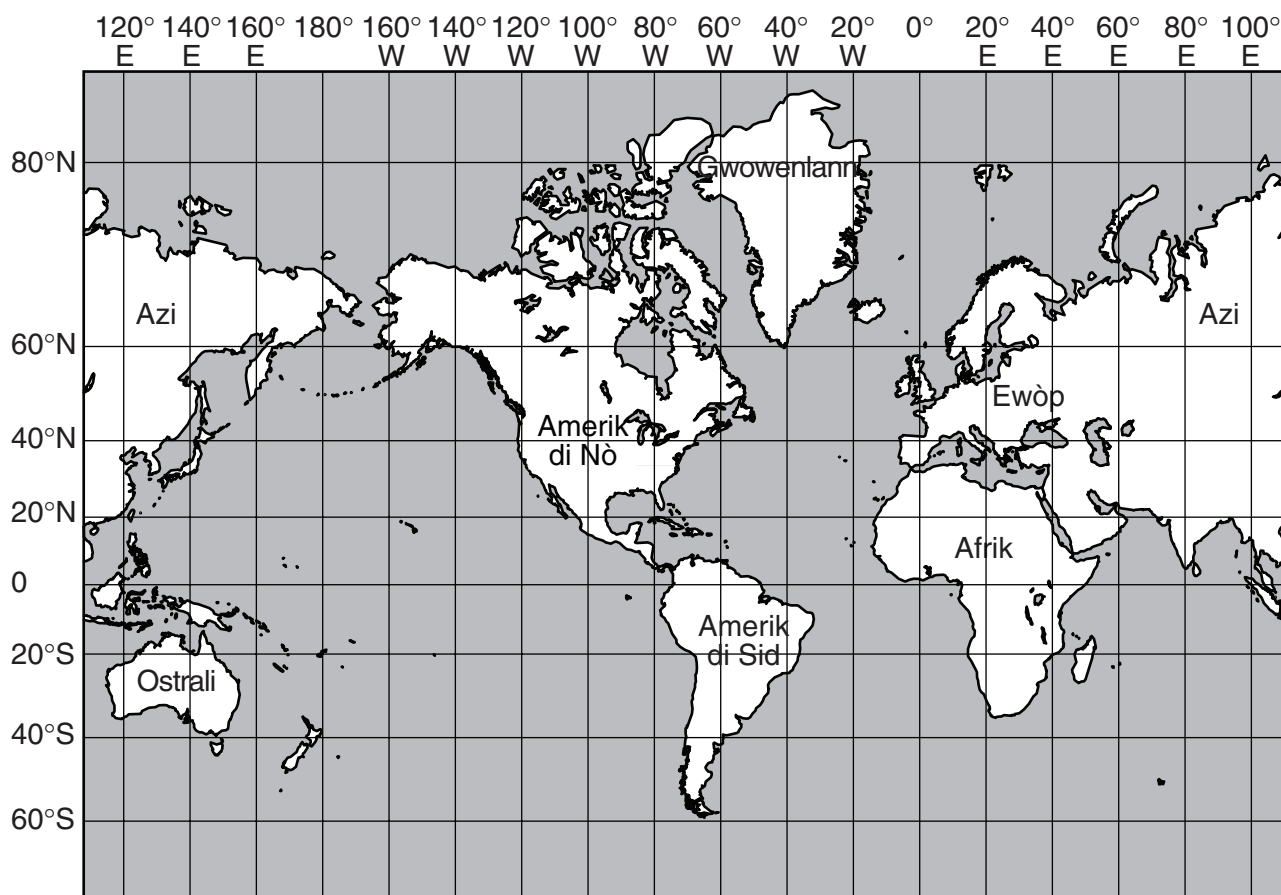 120° 140° 160° 180° 160° 140° 120° 100° 80° 60° 40° 20° 0° 20° 40° 60° 80° 100°
E E E W W W W W W W W E E E E E
80°N
Gwowenlann
Azi
Azi
60°N
Ewòp
40°N
Amerik
di Nò
20°N
Afrik
0
Amerik
di Sid
20°S
Ostrali
40°S
60°S